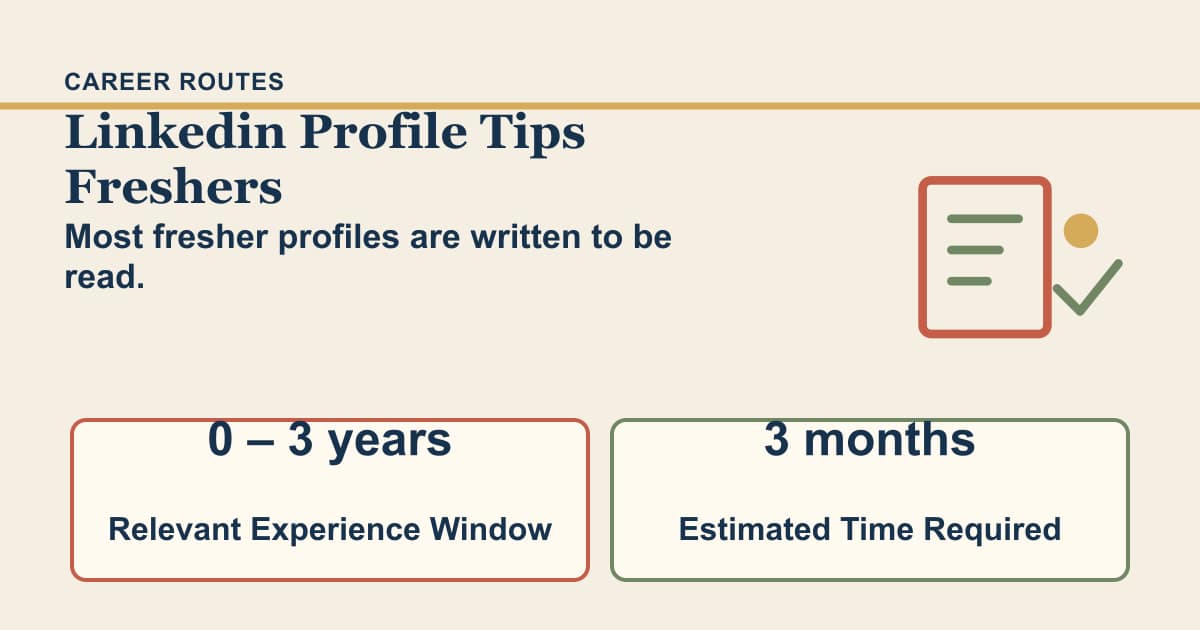 CAREER ROUTES
Linkedin Profile Tips
Freshers
Most fresher profiles are written to be
read.
0 – 3 years
Relevant Experience Window
3 months
Estimated Time Required